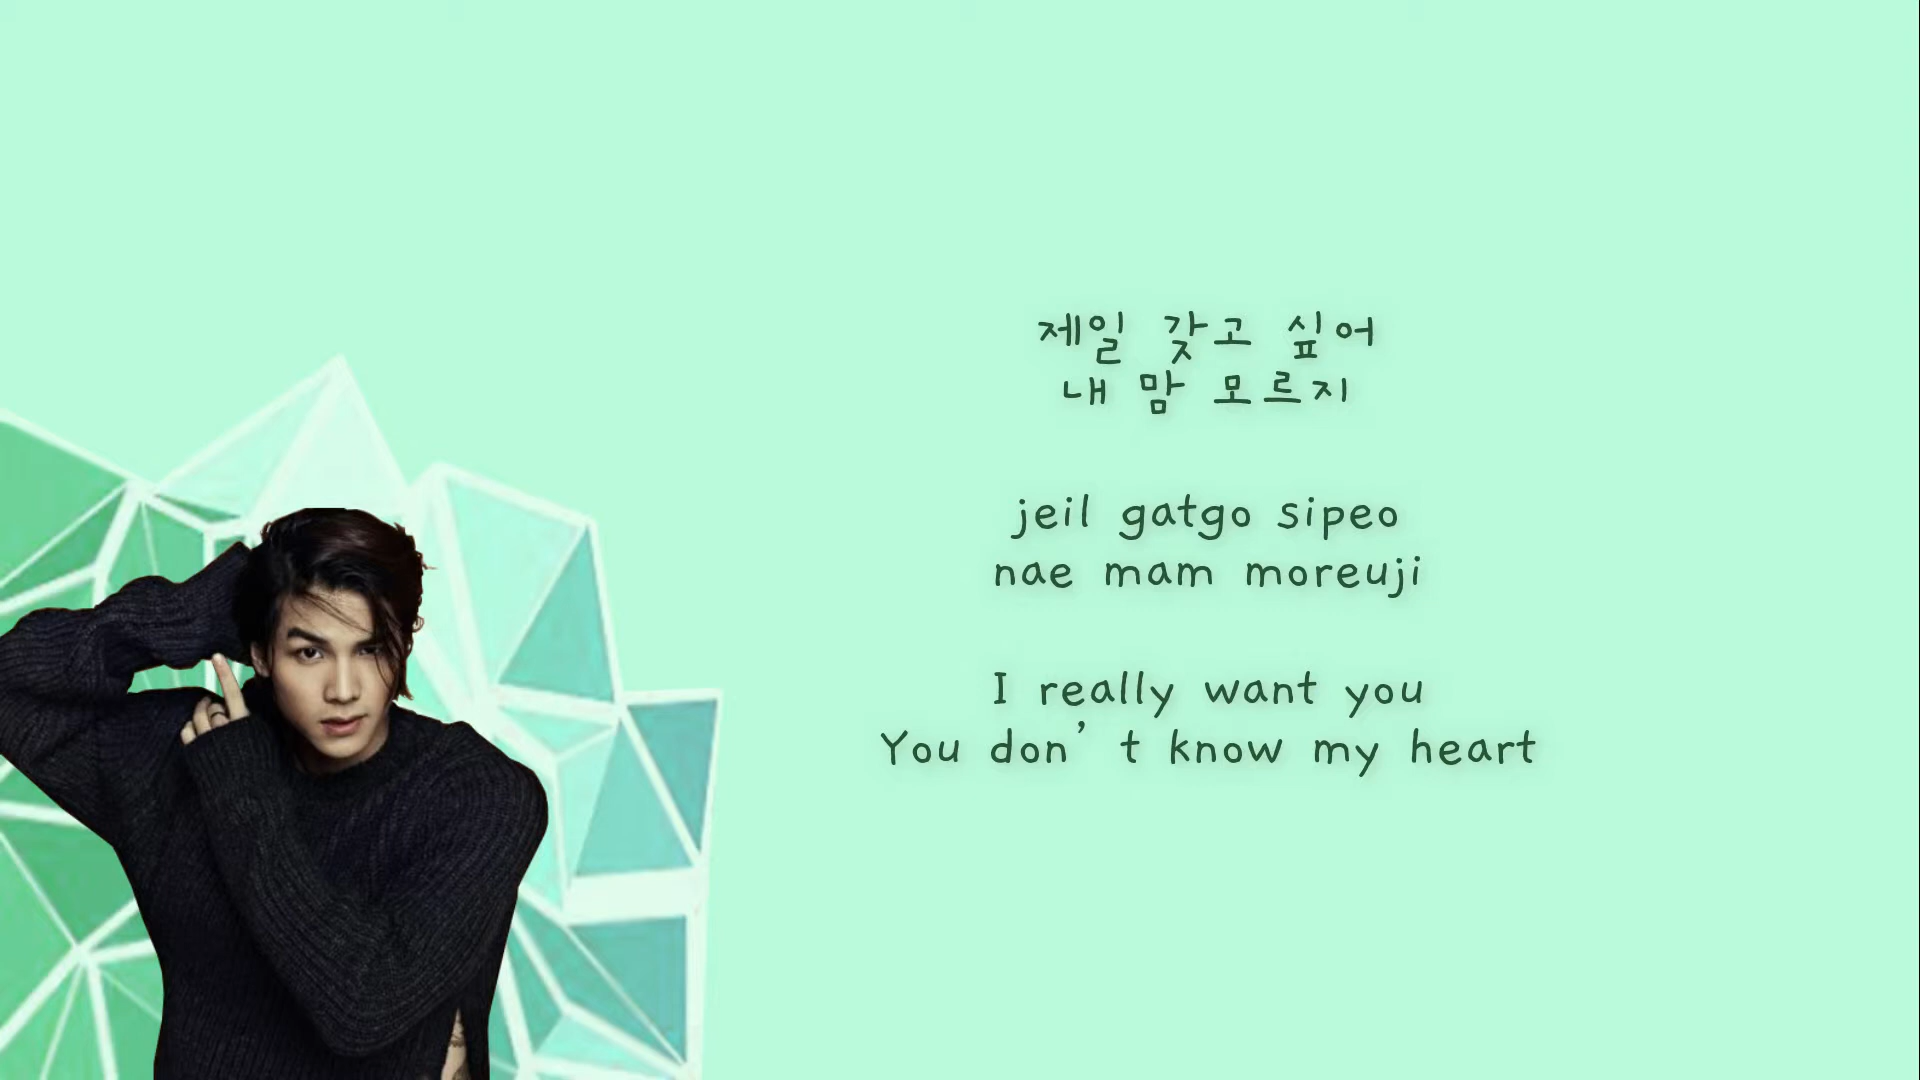 제일 갖고 싶어
내 맘 모르지
jeil gatgo sipeo
nae mam moreuji
I really want you
You don’t know my heart